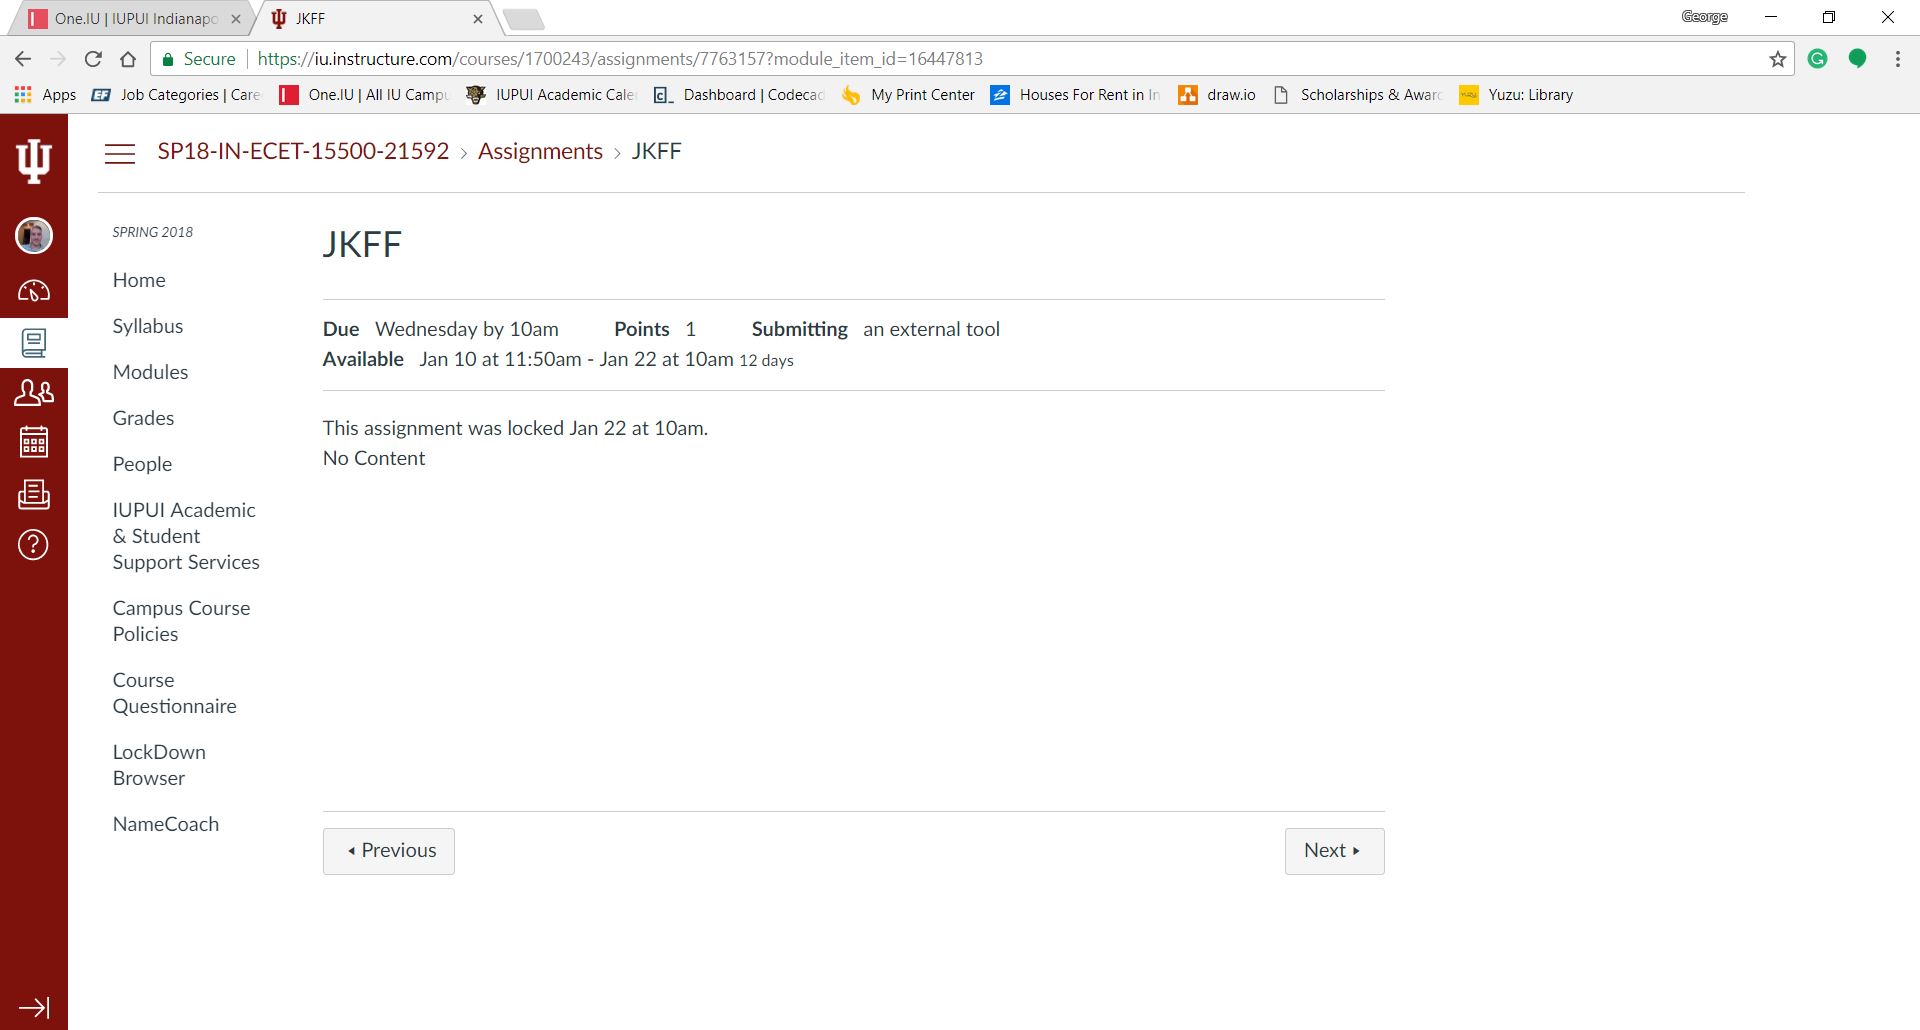 One.IU | IUPUI Indianapo
JKFF
George
Secure https://iu.instructure.com/courses/1700243/assignments/7763157?module_item_id=16447813
Apps EF Job Categories | Care One.IU | All IU Campu IUPUI Academic Cale Dashboard | Codecad My Print Center Houses For Rent in In draw.io Scholarships & Awar Yuzu: Library
SP18-IN-ECET-15500-21592 › Assignments › JKFF
SPRING 2018
Home
Syllabus
Modules
Grades
People
IUPUI Academic
& Student
Support Services
Campus Course
Policies
Course
Questionnaire
LockDown
Browser
NameCoach
JKFF
Due Wednesday by 10am Points 1 Submitting an external tool
Available Jan 10 at 11:50am - Jan 22 at 10am 12 days
This assignment was locked Jan 22 at 10am.
No Content
Previous
Next